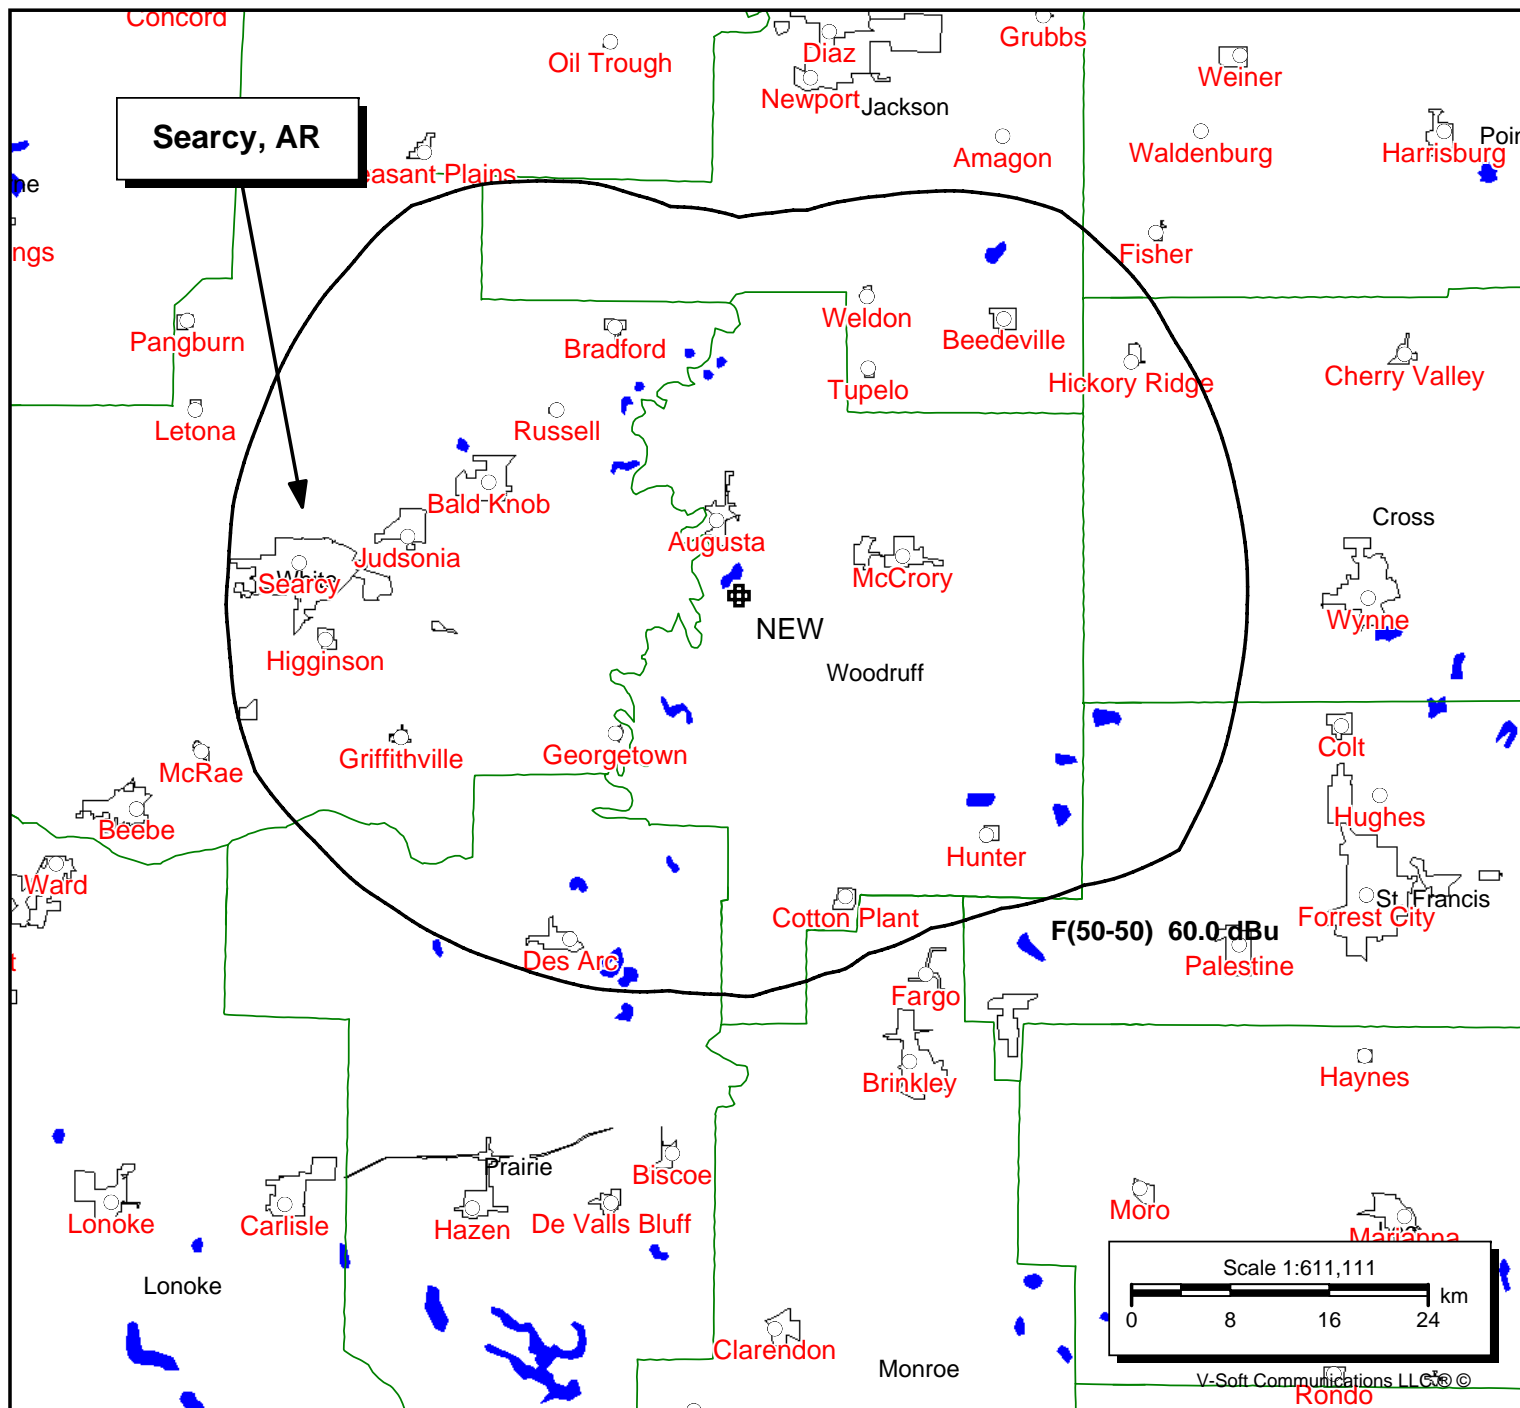 Concord
Oil Trough
Diaz
Grubbs
Weiner
Newport
Jackson
Searcy, AR
Amagon
Waldenburg
Harrisburg
Poin
easant Plains
ne
ngs
Fisher
Pangburn
Bradford
Weldon
Beedeville
Tupelo
Hickory Ridge
Cherry Valley
Letona
Russell
Bald Knob
Judsonia
Augusta
McCrory
Cross
White
Searcy
Wynne
NEW
Higginson
Woodruff
McRae
Griffithville
Georgetown
Colt
Beebe
Hughes
Hunter
Ward
Cotton Plant
St. Francis
Forrest City
F(50-50) 60.0 dBu
Des Arc
Palestine
t
Fargo
Brinkley
Haynes
Prairie
Biscoe
Lonoke
Carlisle
Hazen
De Valls Bluff
Moro
Marianna
Lonoke
Scale 1:611,111
km
0 8 16 24
Clarendon
Monroe
V-Soft Communications LLC ® ©
Rondo